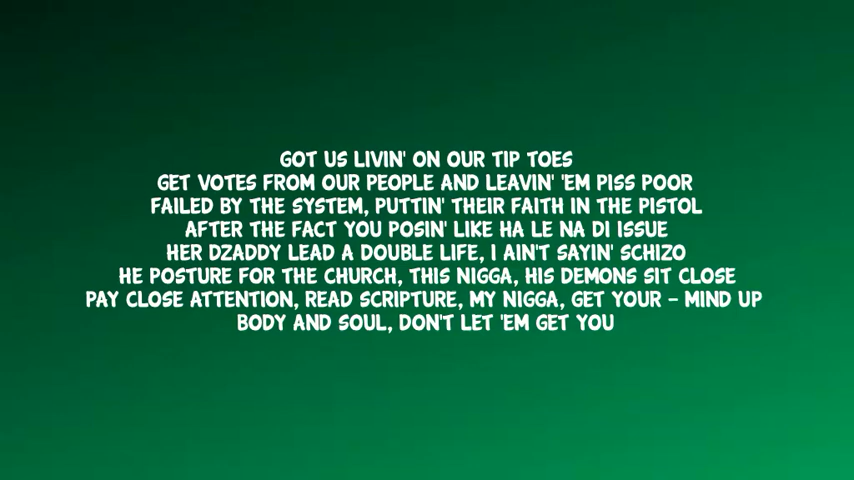 GOT US LIVIN' ON OUR TIP TOES
GET VOTES FROM OUR PEOPLE AND LEAVIN' 'EM PISS POOR
FAILED BY THE SYSTEM, PUTTIN' THEIR FAITH IN THE PISTOL
AFTER THE FACT YOU POSIN' LIKE HA LE NA DI ISSUE
HER DZADDY LEAD A DOUBLE LIFE, I AIN'T SAYIN' SCHIZO
HE POSTURE FOR THE CHURCH, THIS NIGGA, HIS DEMONS SIT CLOSE
PAY CLOSE ATTENTION, READ SCRIPTURE, MY NIGGA, GET YOUR – MIND UP
BODY AND SOUL, DON'T LET 'EM GET YOU